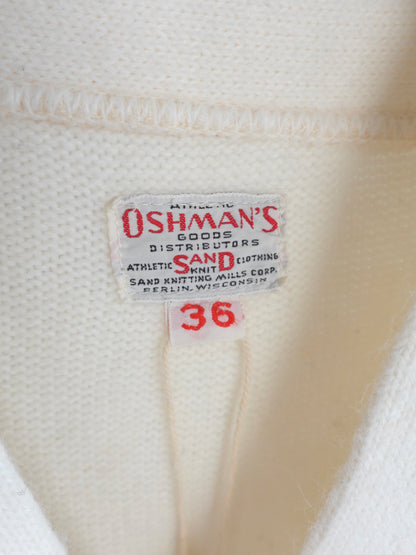 ATHLETIC
OSHMAN'S
GOODS
DISTRIBUTORS
ATHLETIC SAND KNIT CLOTHING
SAND KNITTING MILLS CORP.
BERLIN, WISCONSIN
36